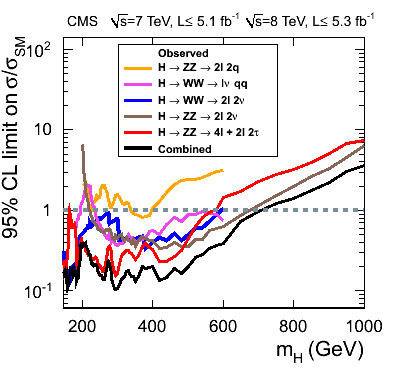 CMS √s=7 TeV, L≤ 5.1 fb⁻¹ √s=8 TeV, L≤ 5.3 fb⁻¹
95% CL limit on σ/σ_SM
10²
10
1
10⁻¹
Observed
H → ZZ → 2l 2q
H → WW → lν qq
H → WW → 2l 2ν
H → ZZ → 2l 2ν
H → ZZ → 4l + 2l 2τ
Combined
200 400 600 800 1000
m_H (GeV)